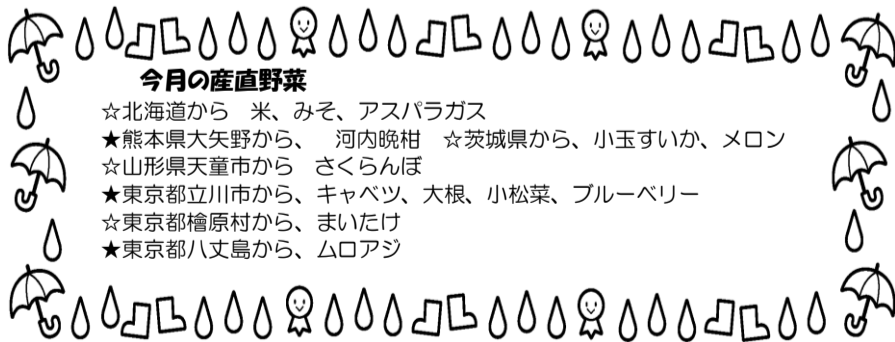 今月の産直野菜
☆北海道から　米、みそ、アスパラガス
★熊本県大矢野から、　河内晩柑　☆茨城県から、小玉すいか、メロン
☆山形県天童市から　さくらんぼ
★東京都立川市から、キャベツ、大根、小松菜、ブルーベリー
☆東京都檜原村から、まいたけ
★東京都八丈島から、ムロアジ